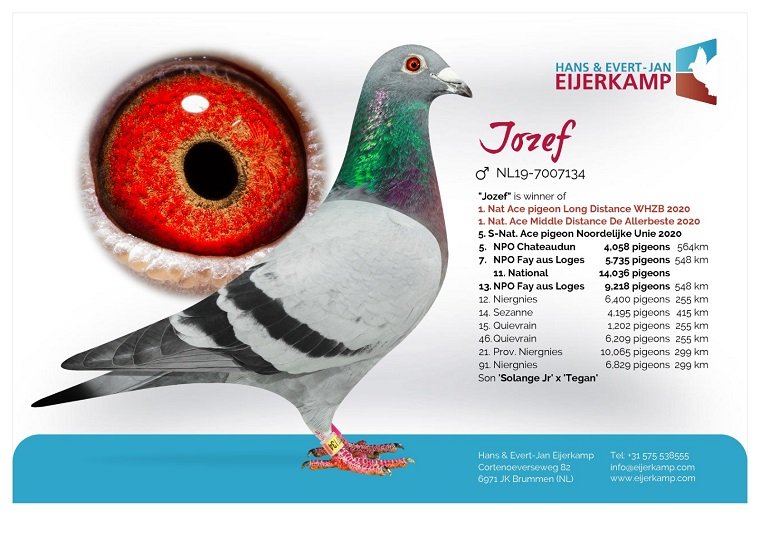 HANS & EVERT-JAN
EIJERKAMP
Jozef
♂ NL19-7007134
"Jozef" is winner of
1. Nat Ace pigeon Long Distance WHZB 2020
1. Nat. Ace Middle Distance De Allerbeste 2020
5. S-Nat. Ace pigeon Noordelijke Unie 2020
5. NPO Chateaudun 4,058 pigeons 564km
7. NPO Fay aus Loges 5.735 pigeons 548 km
11. National 14,036 pigeons
13. NPO Fay aus Loges 9,218 pigeons 548 km
12. Niergnies 6,400 pigeons 255 km
14. Sezanne 4,195 pigeons 415 km
15. Quievrain 1,202 pigeons 255 km
46. Quievrain 6,209 pigeons 255 km
21. Prov. Niergnies 10,065 pigeons 299 km
91. Niergnies 6,829 pigeons 299 km
Son 'Solange Jr' x 'Tegan'
Hans & Evert-Jan Eijerkamp
Cortenoeverseweg 82
6971 JK Brummen (NL)
Tel: +31 575 538555
info@eijerkamp.com
www.eijerkamp.com